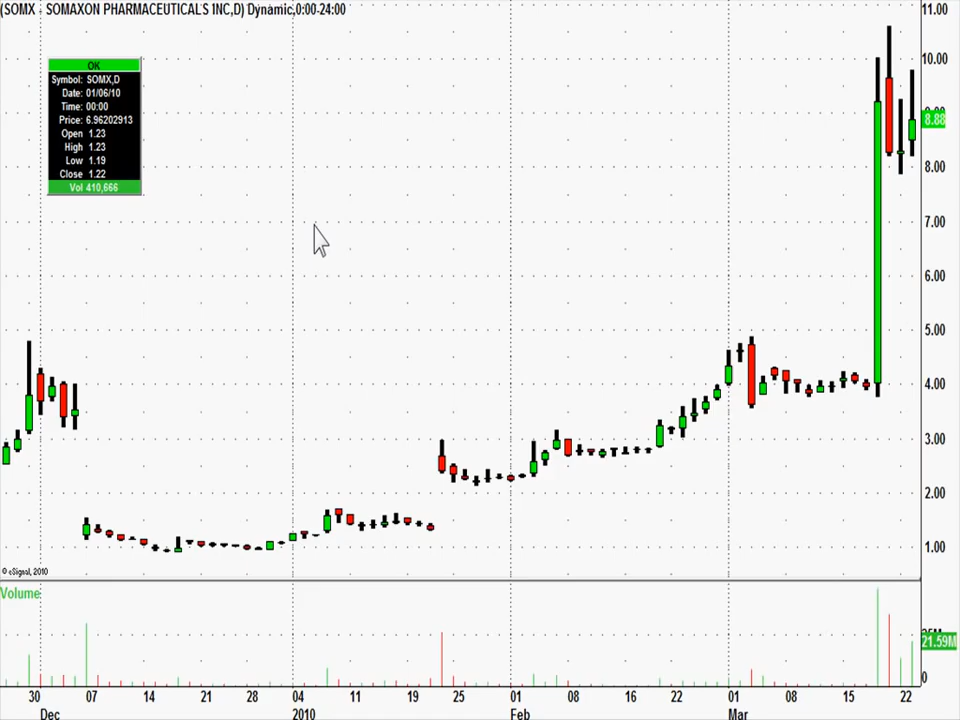 (SOMX - SOMAXON PHARMACEUTICALS INC,D) Dynamic,0:00-24:00
11.00
OK
Symbol: SOMX,D
Date: 01/06/10
Time: 00:00
Price: 6.96202913
Open 1.23
High 1.23
Low 1.19
Close 1.22
Vol 410,666
10.00
8.88
8.00
7.00
6.00
5.00
4.00
3.00
2.00
1.00
© eSignal, 2010
Volume
21.59M
0
30 07 14 21 28 04 11 19 25 01 08 16 22 01 08 15 22
Dec 2010 Feb Mar